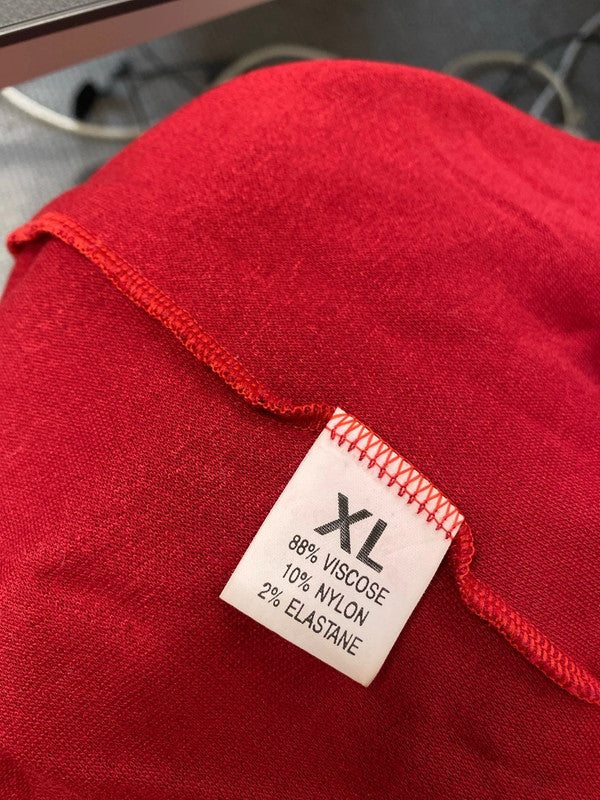 XL
88% VISCOSE
10% NYLON
2% ELASTANE